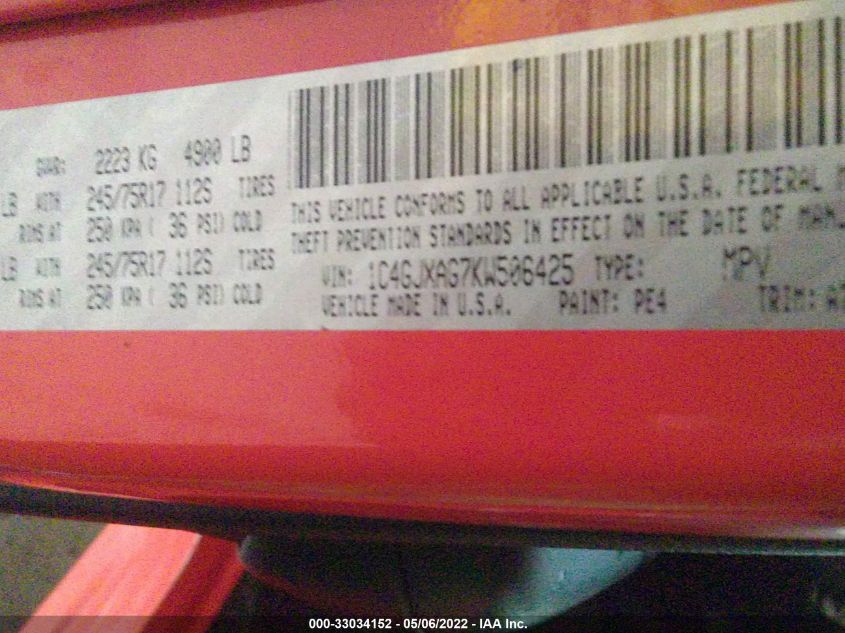 GVWR: 2223 KG 4900 LB
LB WITH 245/75R17 112S TIRES
RIMS AT 250 KPA ( 36 PSI) COLD
LB WITH 245/75R17 112S TIRES
RIMS AT 250 KPA ( 36 PSI) COLD
THIS VEHICLE CONFORMS TO ALL APPLICABLE U.S.A. FEDERAL
THEFT PREVENTION STANDARDS IN EFFECT ON THE DATE OF
VIN: 1C4GJXAG7KW506425 TYPE: MPV
VEHICLE MADE IN U.S.A. PAINT: PE4 TRIM:
000-33034152 - 05/06/2022 - IAA Inc.